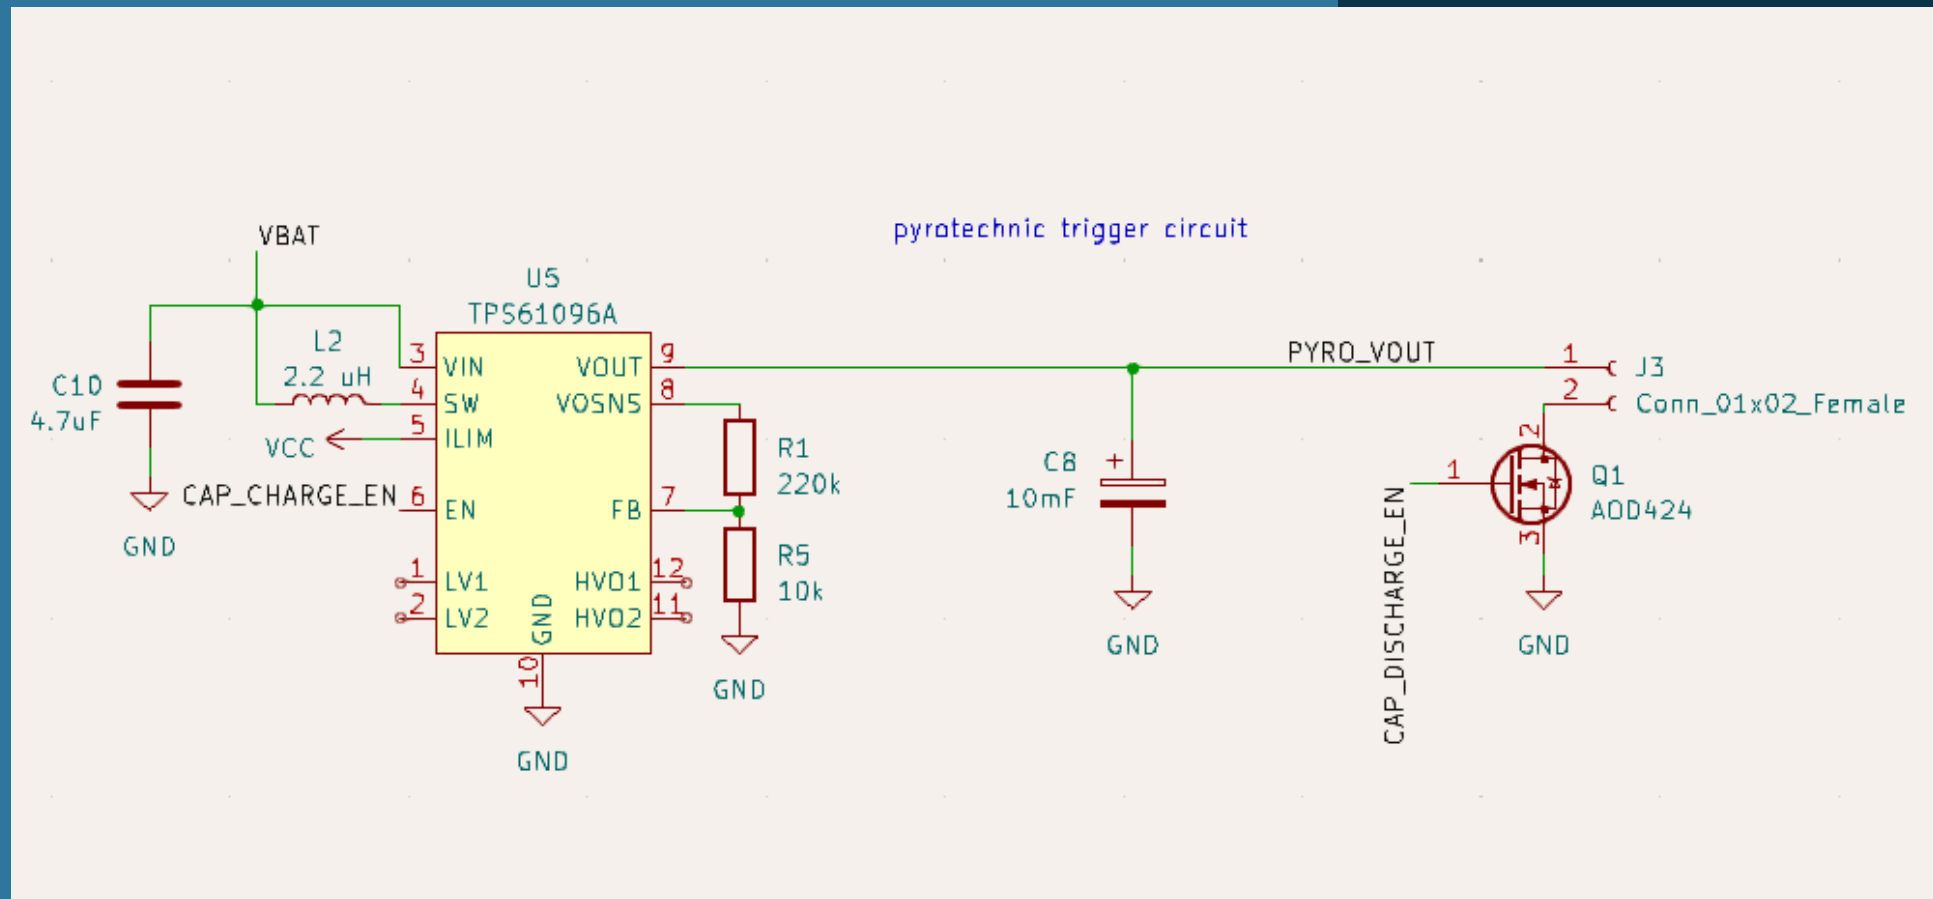 pyrotechnic trigger circuit
VBAT
U5
TPS61096A
L2
2.2 uH
C10
4.7uF
GND
VCC
CAP_CHARGE_EN
3 VIN
4 SW
5 ILIM
6 EN
1 LV1
2 LV2
VOUT 9
VOSNS 8
FB 7
HVO1 12
HVO2 11
GND
10
GND
R1
220k
R5
10k
GND
C8
+
10mF
GND
PYRO_VOUT
1
2
J3
Conn_01x02_Female
2
1
3
Q1
AOD424
CAP_DISCHARGE_EN
GND